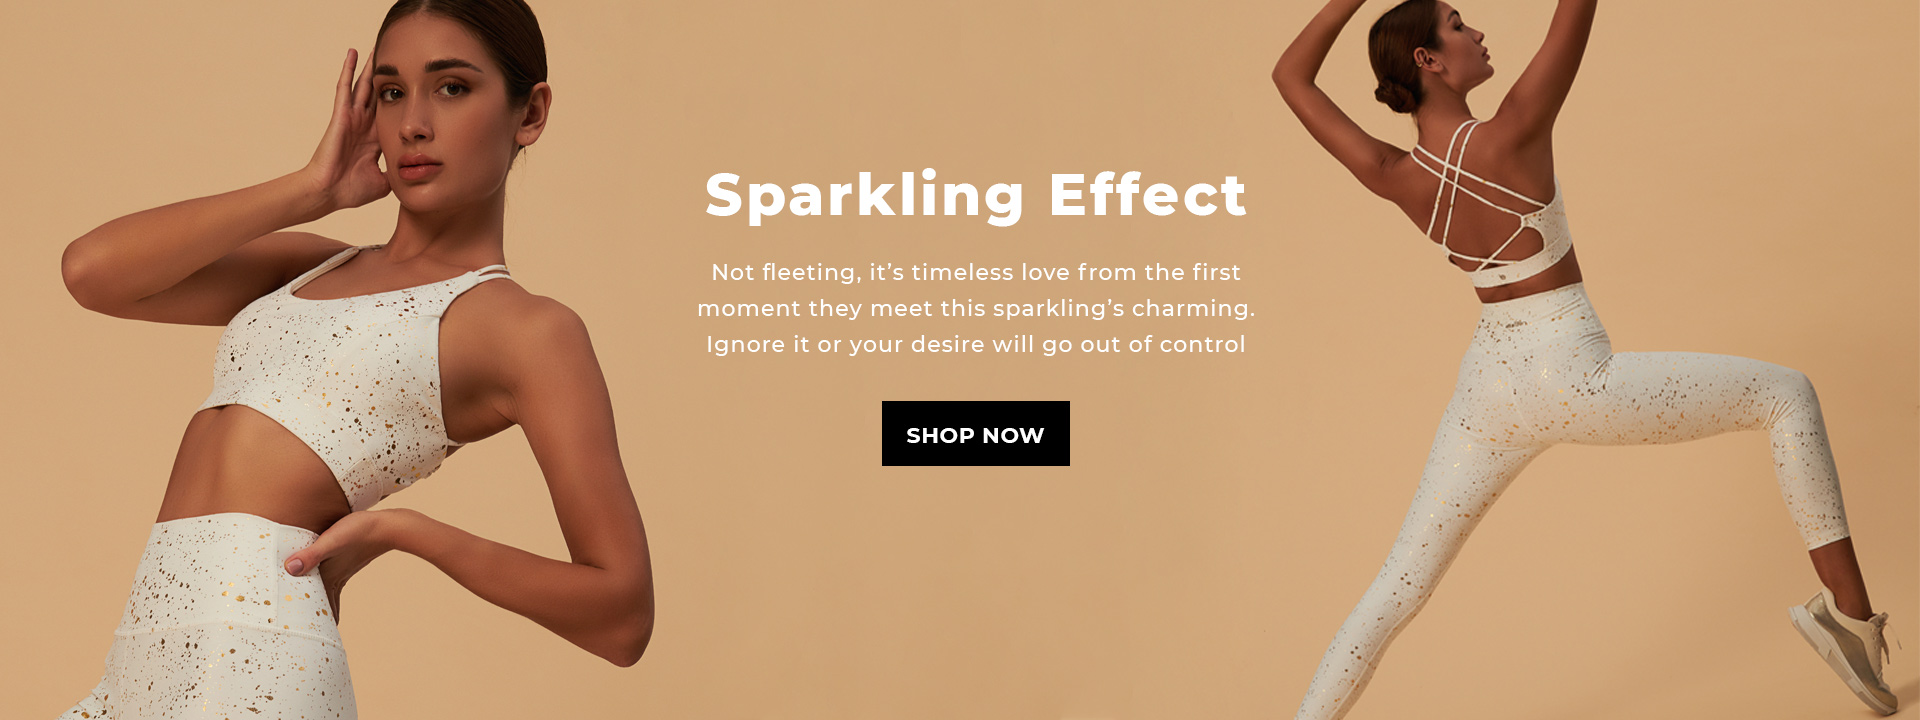 Sparkling Effect
Not fleeting, it’s timeless love from the first
moment they meet this sparkling’s charming.
Ignore it or your desire will go out of control
SHOP NOW